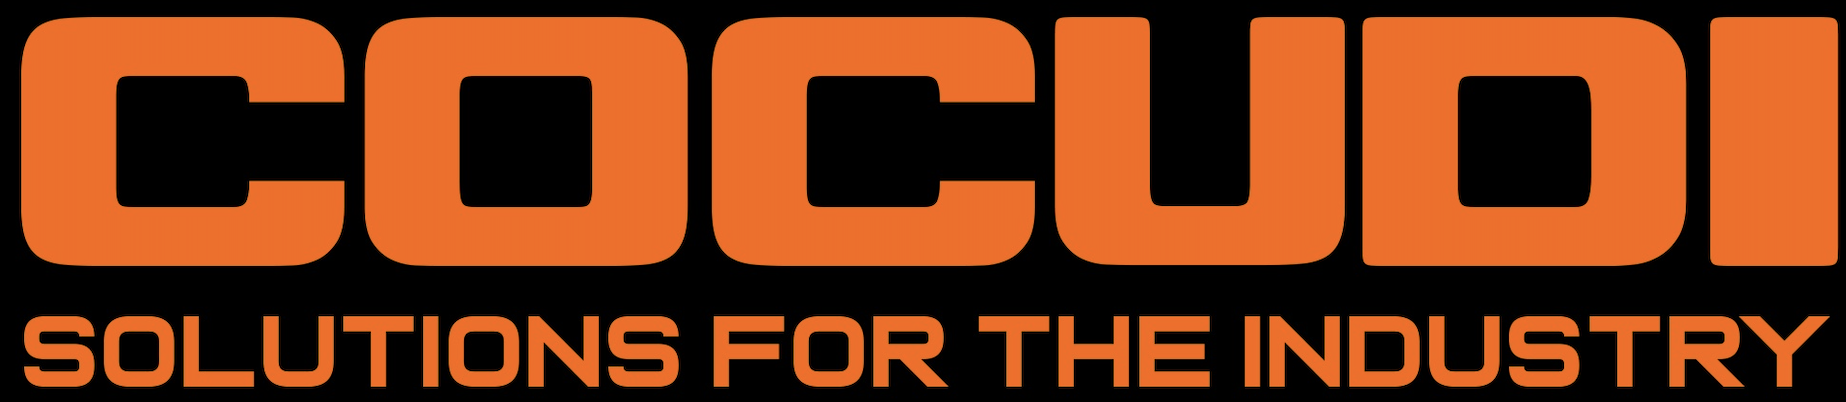 COCUDI
SOLUTIONS FOR THE INDUSTRY